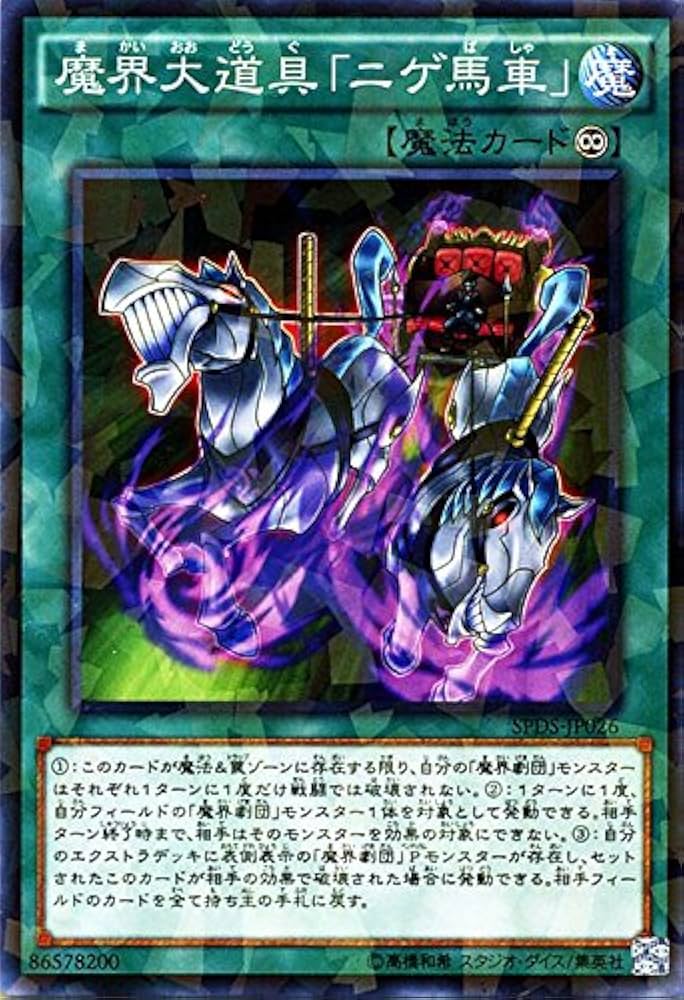 魔界大道具「ニゲ馬車」
魔
【魔法カード】
SPDS-JP026
①:このカードが魔法&罠ゾーンに存在する限り、自分の「魔界劇団」モンスター
はそれぞれ1ターンに1度だけ戦闘では破壊されない。②:1ターンに1度、
自分フィールドの「魔界劇団」モンスター1体を対象として発動できる。相手
ターン終了時まで、相手はそのモンスターを効果の対象にできない。③:自分
のエクストラデッキに表側表示の「魔界劇団」Pモンスターが存在し、セット
されたこのカードが相手の効果で破壊された場合に発動できる。相手フィー
ルドのカードを全て持ち主の手札に戻す。
86578200
©高橋和希 スタジオ・ダイス/集英社